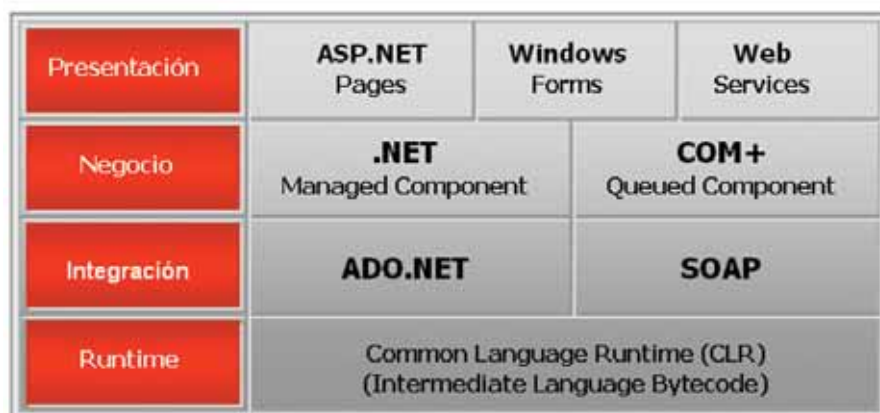 Presentación
ASP.NET
Pages
Windows
Forms
Web
Services
Negocio
.NET
Managed Component
COM+
Queued Component
Integración
ADO.NET
SOAP
Runtime
Common Language Runtime (CLR)
(Intermediate Language Bytecode)